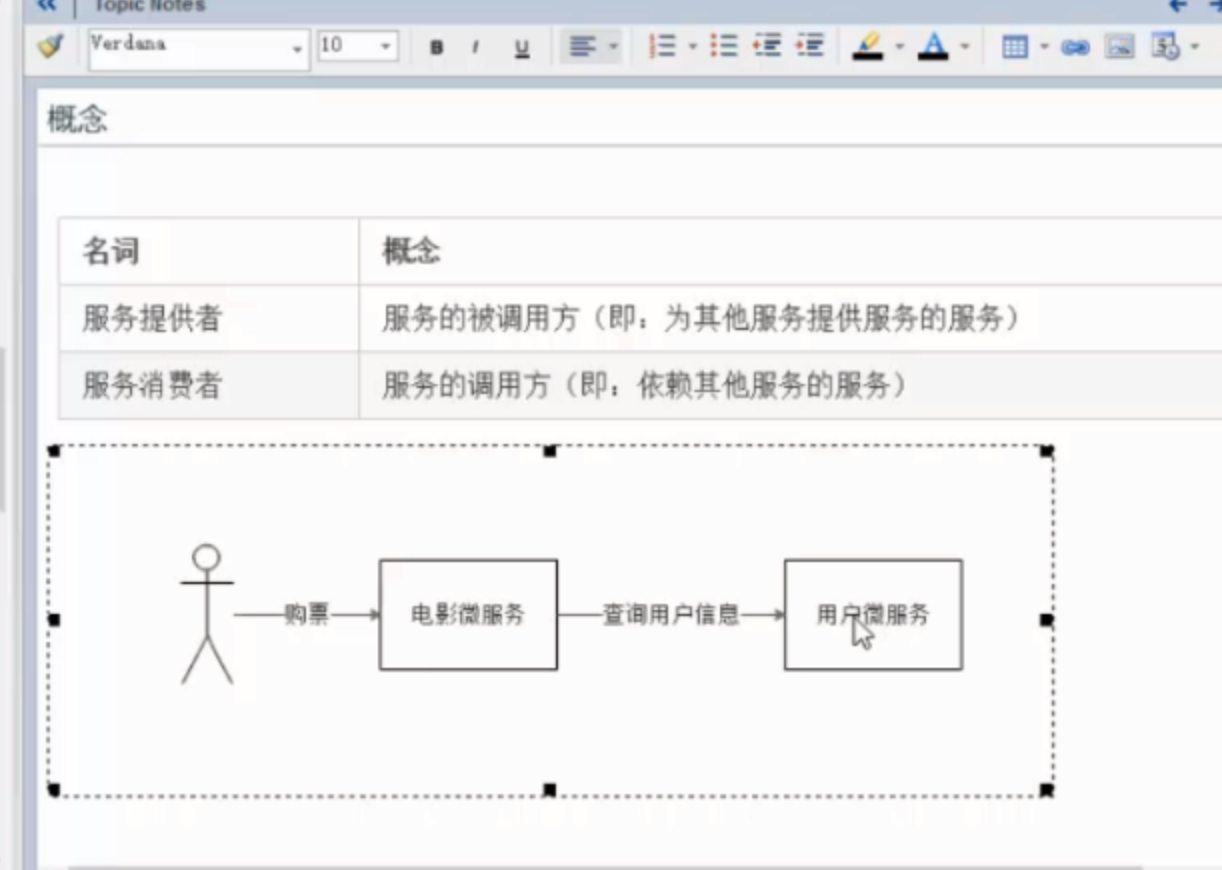 Topic Notes
Verdana 10 B I U
概念
名词 概念
服务提供者 服务的被调用方（即：为其他服务提供服务的服务）
服务消费者 服务的调用方（即：依赖其他服务的服务）
购票 电影微服务 查询用户信息 用户微服务